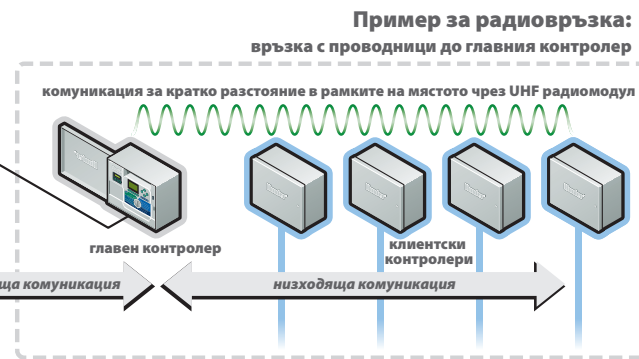 Пример за радиовръзка:
връзка с проводници до главния контролер
комуникация за кратко разстояние в рамките на мястото чрез UHF радиомодул
главен контролер
клиентски
контролери
комуникация
низходяща комуникация